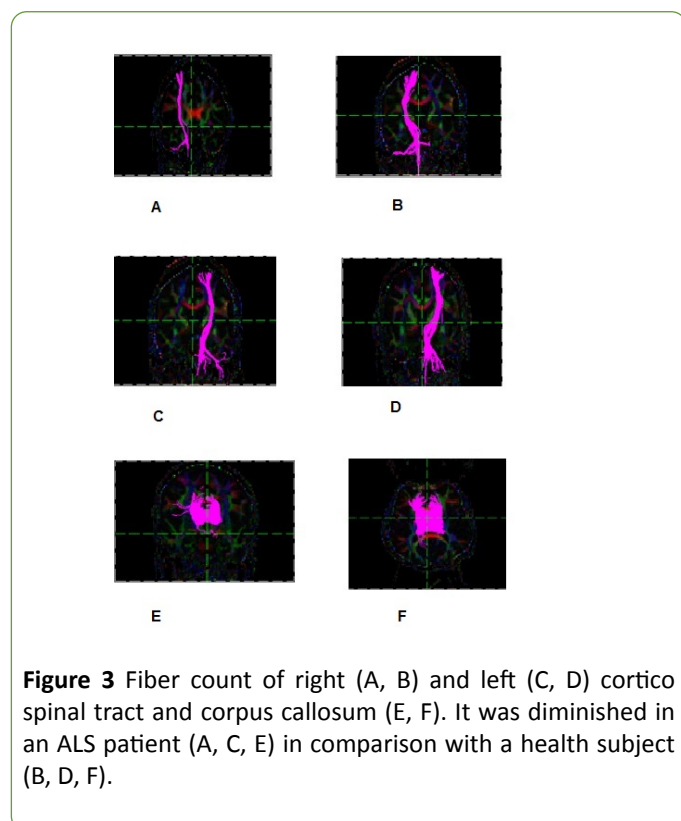 A
B
C
D
E
F
Figure 3 Fiber count of right (A, B) and left (C, D) cortico
spinal tract and corpus callosum (E, F). It was diminished in
an ALS patient (A, C, E) in comparison with a health subject
(B, D, F).